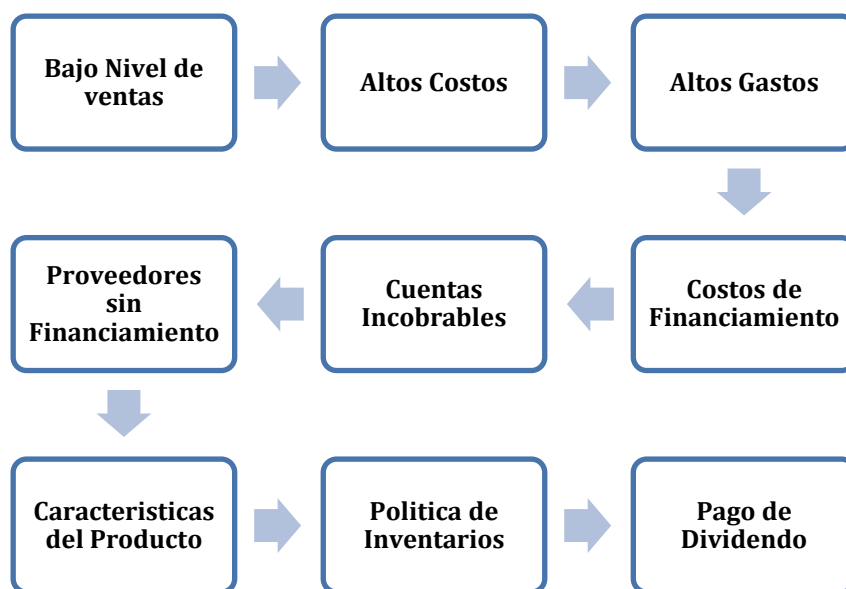 Bajo Nivel de
ventas
Altos Costos
Altos Gastos
Costos de
Financiamiento
Cuentas
Incobrables
Proveedores
sin
Financiamiento
Caracteristicas
del Producto
Politica de
Inventarios
Pago de
Dividendo